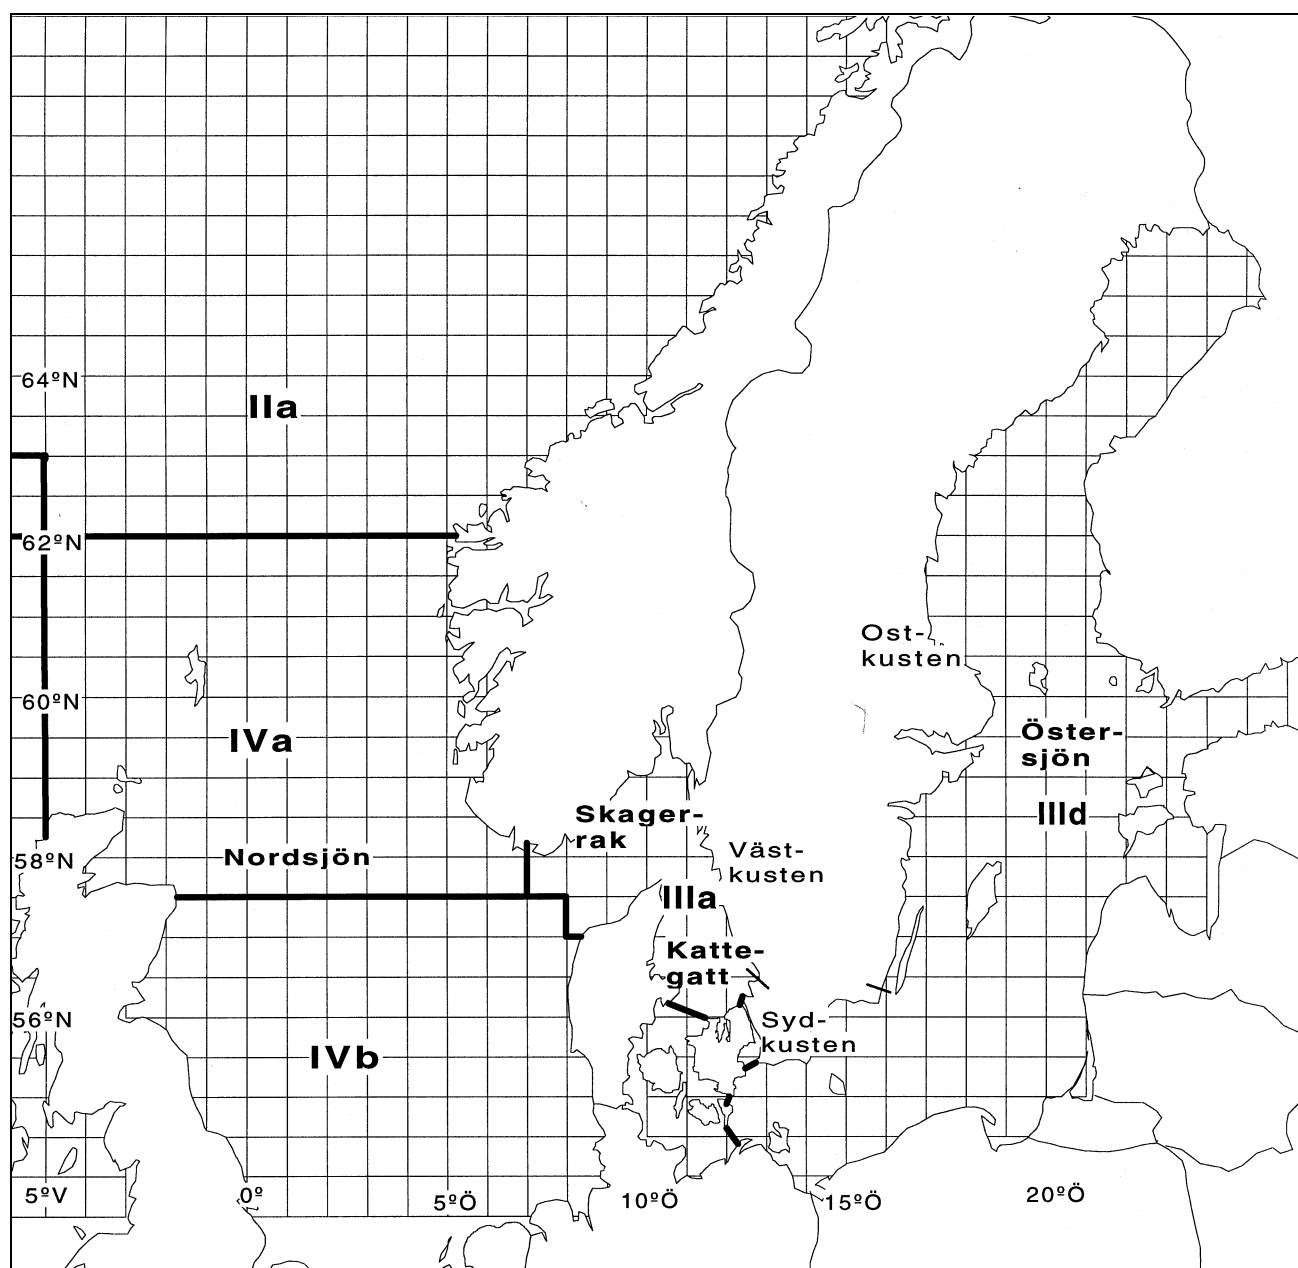 64ºN
IIa
62ºN
Ost-
kusten
60ºN
IVa
Öster-
sjön
Skager-
rak
IIId
58ºN
Nordsjön
Väst-
kusten
IIIa
Katte-
gatt
56ºN
Syd-
kusten
IVb
5ºV
0º
5ºÖ
10ºÖ
15ºÖ
20ºÖ